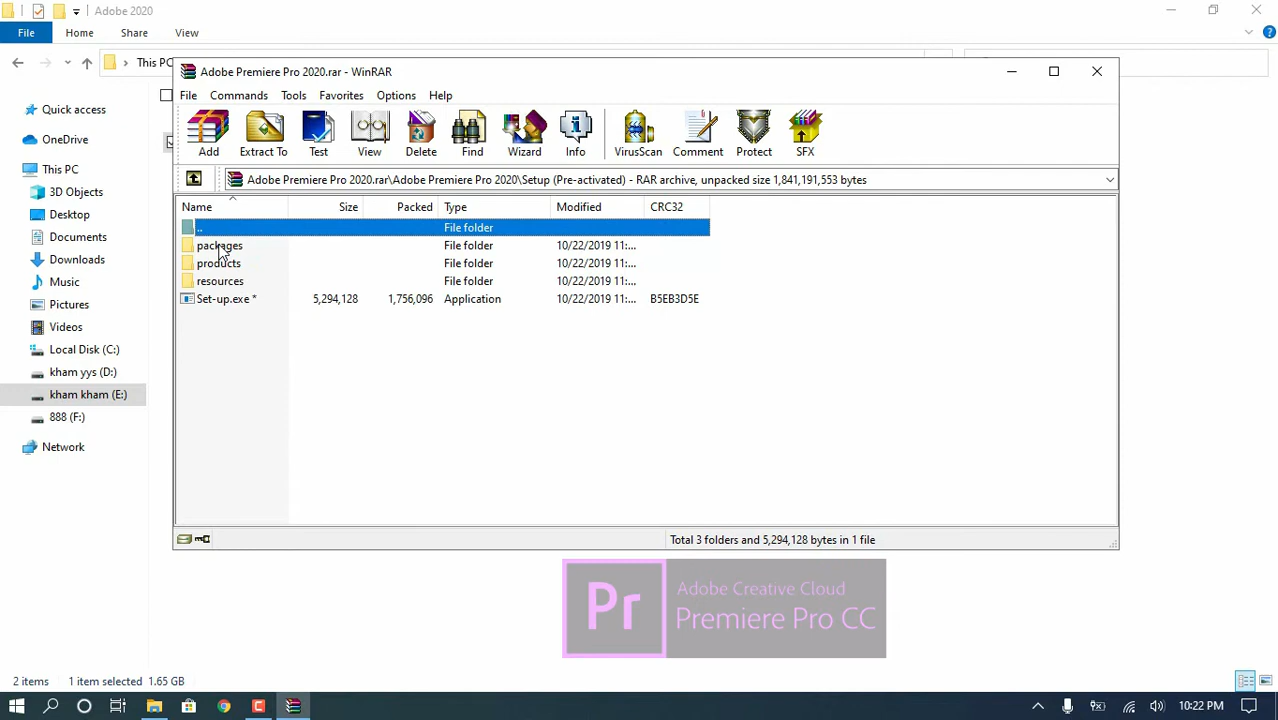 Adobe 2020
File Home Share View
This PC
Adobe Premiere Pro 2020.rar - WinRAR
File Commands Tools Favorites Options Help
Add Extract To Test View Delete Find Wizard Info VirusScan Comment Protect SFX
Adobe Premiere Pro 2020.rar\Adobe Premiere Pro 2020\Setup (Pre-activated) - RAR archive, unpacked size 1,841,191,553 bytes
Name Size Packed Type Modified CRC32
.. File folder
packages File folder 10/22/2019 11:...
products File folder 10/22/2019 11:...
resources File folder 10/22/2019 11:...
Set-up.exe * 5,294,128 1,756,096 Application 10/22/2019 11:... B5EB3D5E
Total 3 folders and 5,294,128 bytes in 1 file
Quick access
OneDrive
This PC
3D Objects
Desktop
Documents
Downloads
Music
Pictures
Videos
Local Disk (C:)
kham yys (D:)
kham kham (E:)
888 (F:)
Network
Pr
Adobe Creative Cloud
Premiere Pro CC
2 items 1 item selected 1.65 GB
10:22 PM